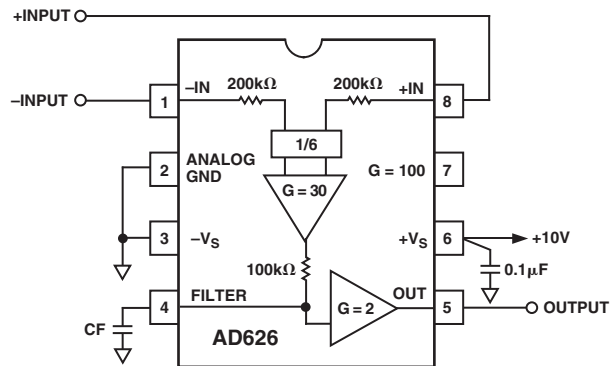 +INPUT
200kΩ
200kΩ
–INPUT
1
–IN
+IN
8
1/6
2
ANALOG
GND
G = 100
7
G = 30
3
–VS
+VS
6
+10V
100kΩ
0.1μF
4
FILTER
OUT
5
OUTPUT
G = 2
CF
AD626